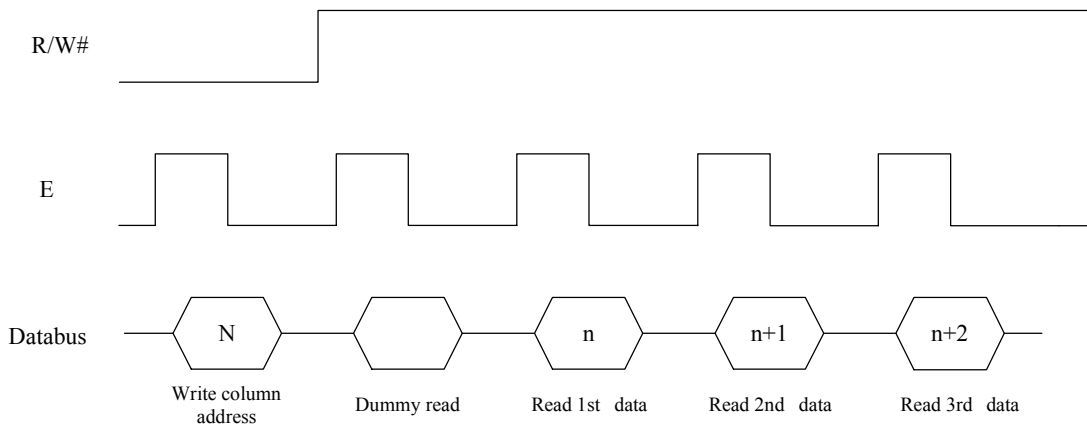 R/W#
E
Databus
N
n
n+1
n+2
Write column
address
Dummy read
Read 1st data
Read 2nd data
Read 3rd data